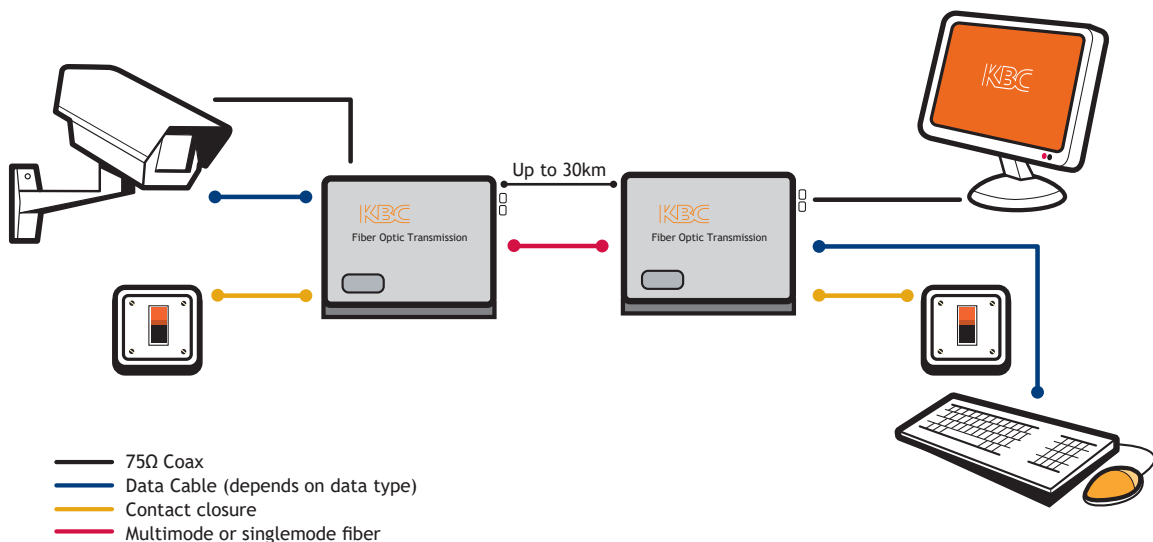 KBC
Up to 30km
KBC
Fiber Optic Transmission
KBC
Fiber Optic Transmission
75Ω Coax
Data Cable (depends on data type)
Contact closure
Multimode or singlemode fiber